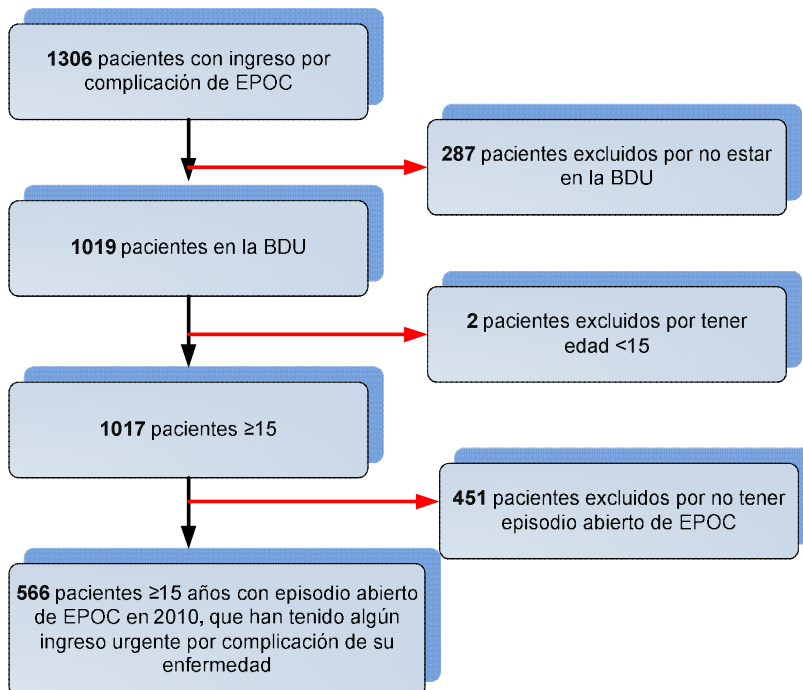 1306 pacientes con ingreso por
complicación de EPOC
287 pacientes excluidos por no estar
en la BDU
1019 pacientes en la BDU
2 pacientes excluidos por tener
edad <15
1017 pacientes ≥15
451 pacientes excluidos por no tener
episodio abierto de EPOC
566 pacientes ≥15 años con episodio abierto
de EPOC en 2010, que han tenido algún
ingreso urgente por complicación de su
enfermedad